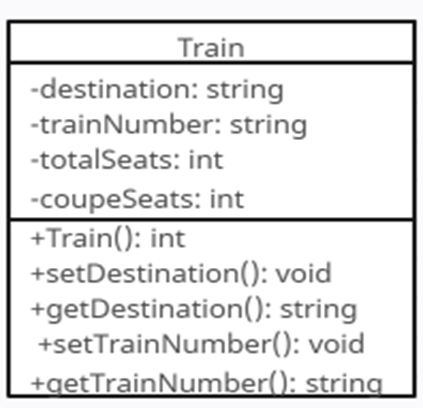 Train
-destination: string
-trainNumber: string
-totalSeats: int
-coupeSeats: int
+Train(): int
+setDestination(): void
+getDestination(): string
+setTrainNumber(): void
+getTrainNumber(): string